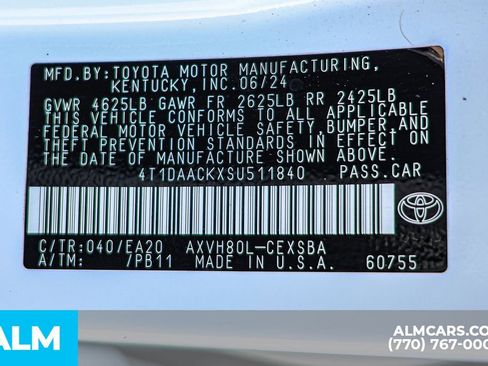 MFD.BY:TOYOTA MOTOR MANUFACTURING,
KENTUCKY,INC.06/24
GVWR 4625LB GAWR FR 2625LB RR 2425LB
THIS VEHICLE CONFORMS TO ALL APPLICABLE
FEDERAL MOTOR VEHICLE SAFETY,BUMPER,AND
THEFT PREVENTION STANDARDS IN EFFECT
ON THE DATE OF MANUFACTURE SHOWN ABOVE.
4T1DAACKXSU511840 PASS.CAR
C/TR:040/EA20 AXVH80L-CEXSBA
A/TM: 7PB11 MADE IN U.S.A. 60755
ALM
ALMCARS.CO
(770) 767-000